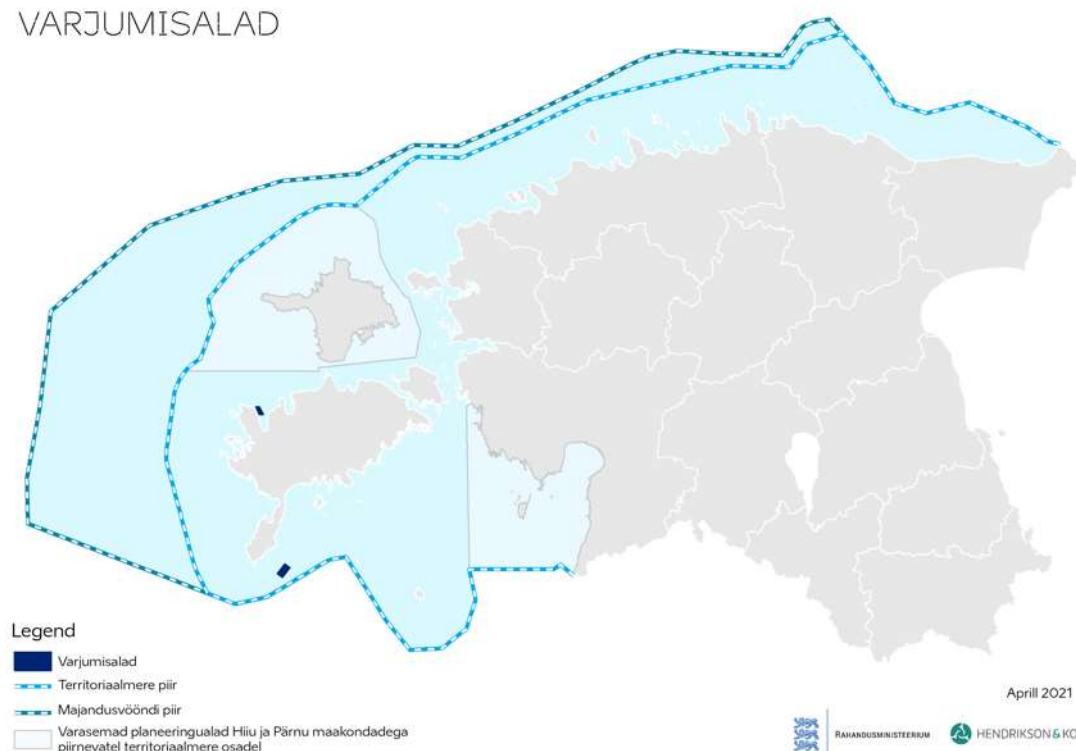 VARJUMISALAD
Legend
Varjumisalad
Territoriaalmere piir
Majandusvööndi piir
Varasemad planeeringualad Hiiu ja Pärnu maakondadega
piirnevatel territoriaalmere osadel
Aprill 2021
RAHANDUSMINISTEERIUM
HENDRIKSON & KO